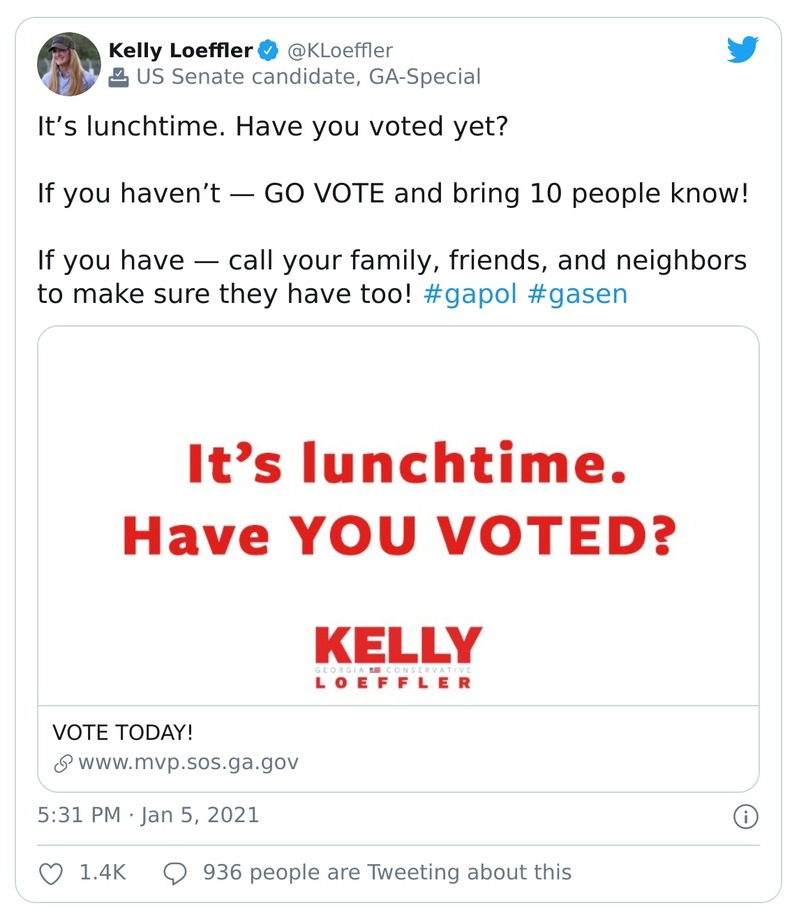 Kelly Loeffler @KLoeffler
US Senate candidate, GA-Special
It’s lunchtime. Have you voted yet?
If you haven’t — GO VOTE and bring 10 people know!
If you have — call your family, friends, and neighbors
to make sure they have too! #gapol #gasen
It’s lunchtime.
Have YOU VOTED?
KELLY
GEORGIA CONSERVATIVE
LOEFFLER
VOTE TODAY!
www.mvp.sos.ga.gov
5:31 PM · Jan 5, 2021
1.4K 936 people are Tweeting about this